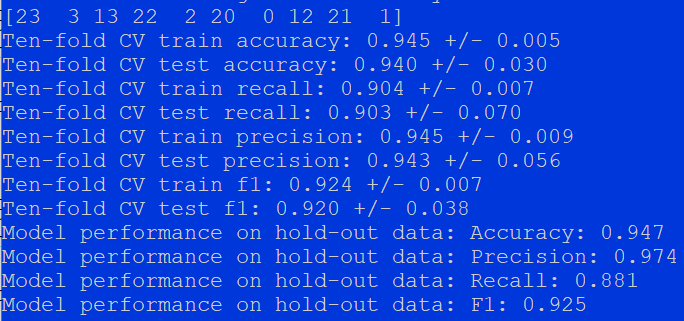 [23  3 13 22  2 20  0 12 21  1]
Ten-fold CV train accuracy: 0.945 +/- 0.005
Ten-fold CV test accuracy: 0.940 +/- 0.030
Ten-fold CV train recall: 0.904 +/- 0.007
Ten-fold CV test recall: 0.903 +/- 0.070
Ten-fold CV train precision: 0.945 +/- 0.009
Ten-fold CV test precision: 0.943 +/- 0.056
Ten-fold CV train f1: 0.924 +/- 0.007
Ten-fold CV test f1: 0.920 +/- 0.038
Model performance on hold-out data: Accuracy: 0.947
Model performance on hold-out data: Precision: 0.974
Model performance on hold-out data: Recall: 0.881
Model performance on hold-out data: F1: 0.925